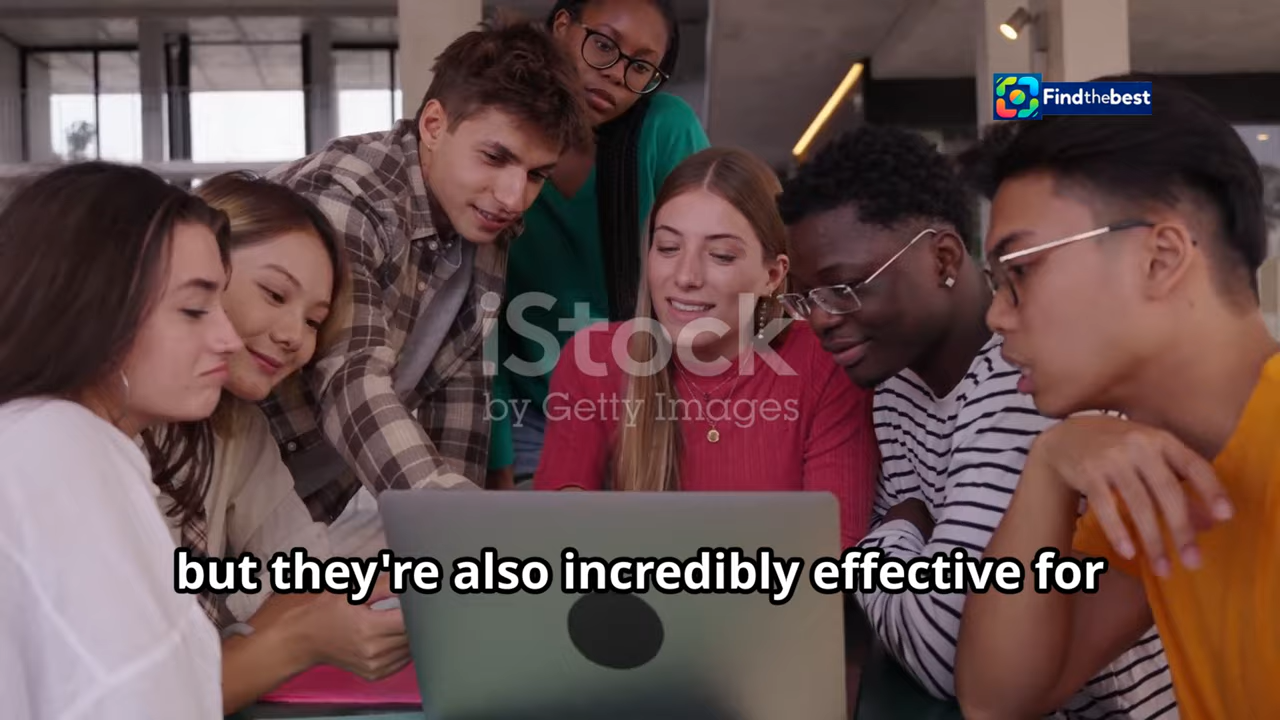 Findthebest
iStock
by Getty Images
but they're also incredibly effective for